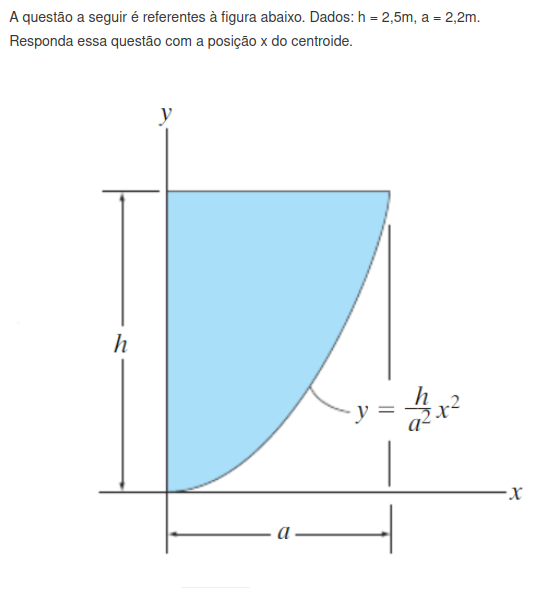 A questão a seguir é referentes à figura abaixo. Dados: h = 2,5m, a = 2,2m.
Responda essa questão com a posição x do centroide.
y
h
y = h/a² x²
x
a